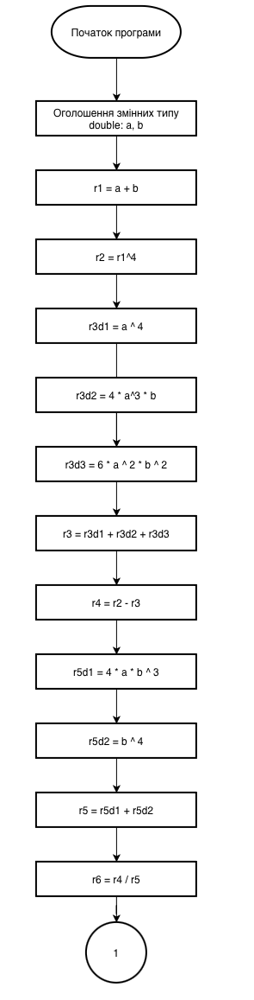 Початок програми
Оголошення змінних типу
double: a, b
r1 = a + b
r2 = r1^4
r3d1 = a ^ 4
r3d2 = 4 * a^3 * b
r3d3 = 6 * a ^ 2 * b ^ 2
r3 = r3d1 + r3d2 + r3d3
r4 = r2 - r3
r5d1 = 4 * a * b ^ 3
r5d2 = b ^ 4
r5 = r5d1 + r5d2
r6 = r4 / r5
1